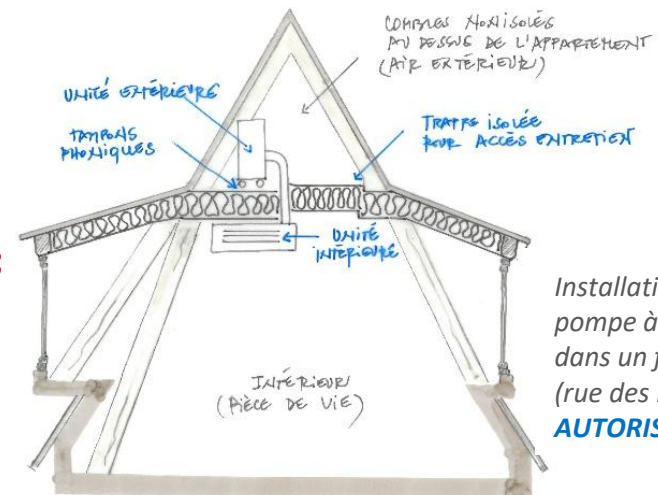 COMBLES NON ISOLÉS
AU DESSUS DE L'APPARTEMENT
(AIR EXTÉRIEUR)
UNITÉ EXTÉRIEURE
TAMPONS
PHONIQUES
TRAPPE ISOLÉE
POUR ACCÈS ENTRETIEN
UNITÉ
INTÉRIEURE
INTÉRIEUR
(PIÈCE DE VIE)
Installati
pompe à
dans un f
(rue des
AUTORIS